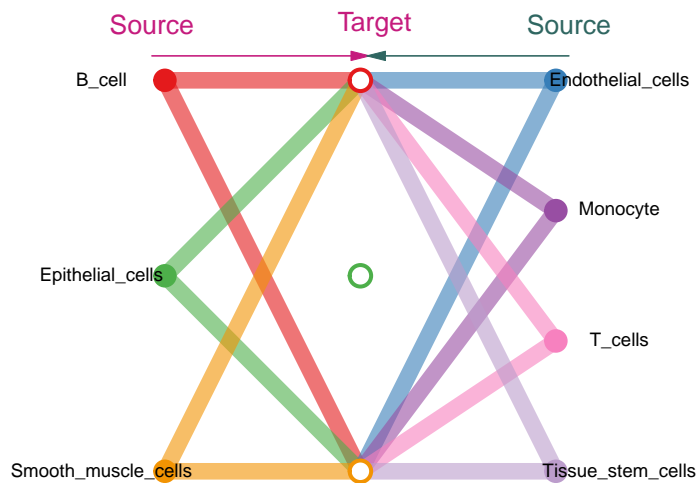 Source
Target
Source
B_cell
Endothelial_cells
Monocyte
Epithelial_cells
T_cells
Smooth_muscle_cells
Tissue_stem_cells